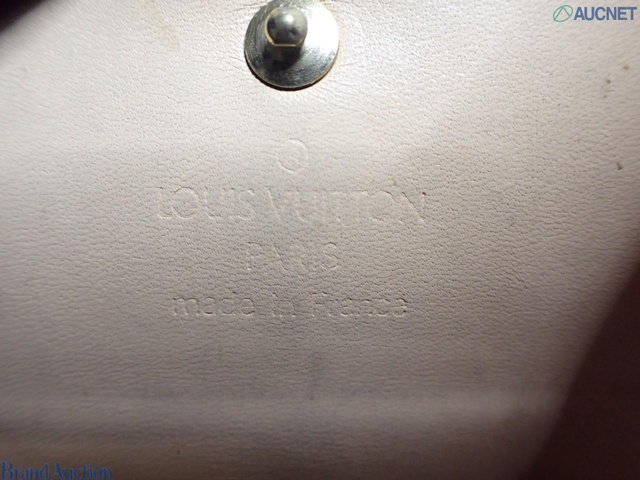 AUCNET
LOUIS VUITTON
PARIS
made in France
Brand Auction